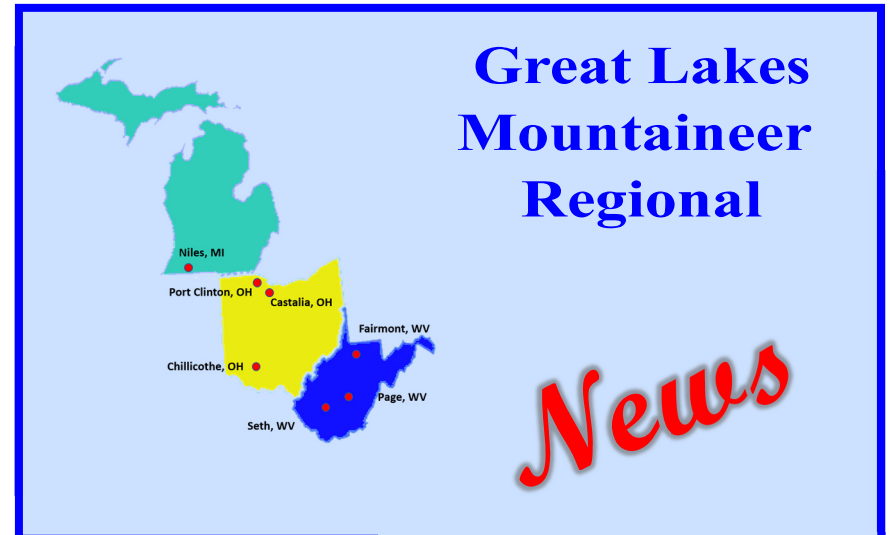 Great Lakes
Mountaineer
Regional
Niles, MI
Port Clinton, OH
Castalia, OH
Fairmont, WV
Chillicothe, OH
Page, WV
Seth, WV
News